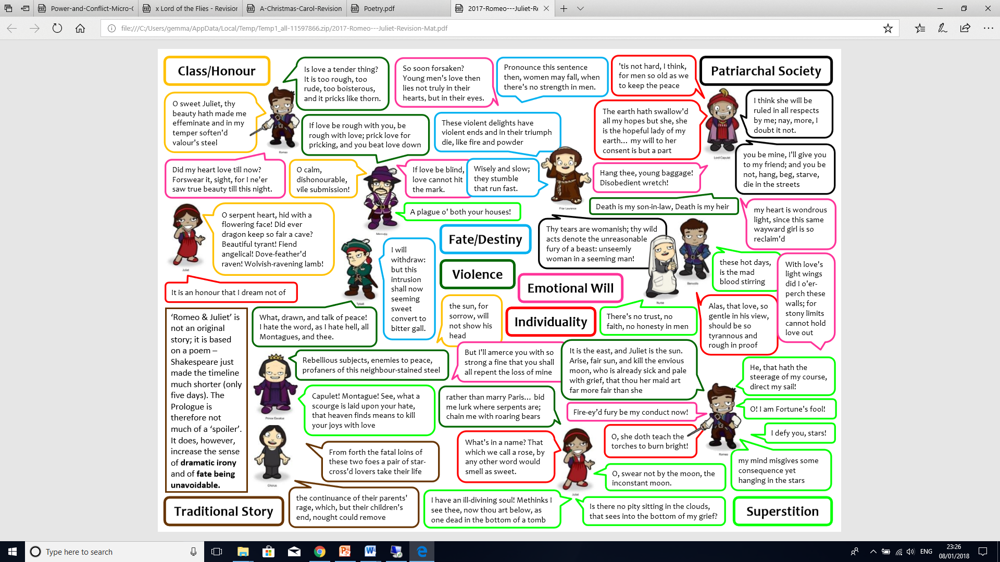 Power-and-Conflict-Micro-C
x Lord of the Flies - Revision
A-Christmas-Carol-Revision
Poetry.pdf
2017-Romeo---Juliet-Re
file:///C:/Users/gemma/AppData/Local/Temp/Temp1_all-11597866.zip/2017-Romeo---Juliet-Revision-Mat.pdf
Class/Honour
Is love a tender thing?
It is too rough, too
rude, too boisterous,
and it pricks like thorn.
So soon forsaken?
Young men's love then
lies not truly in their
hearts, but in their eyes.
Pronounce this sentence
then, women may fall, when
there's no strength in men.
'tis not hard, I think,
for men so old as we
to keep the peace
Patriarchal Society
O sweet Juliet, thy
beauty hath made me
effeminate and in my
temper soften'd
valour's steel
Romeo
If love be rough with you, be
rough with love; prick love for
pricking, and you beat love down
These violent delights have
violent ends and in their triumph
die, like fire and powder
The earth hath swallow'd
all my hopes but she, she
is the hopeful lady of my
earth... my will to her
consent is but a part
Lord Capulet
I think she will be
ruled in all respects
by me; nay, more, I
doubt it not.
Did my heart love till now?
Forswear it, sight, for I ne'er
saw true beauty till this night.
O calm,
dishonourable,
vile submission!
Mercutio
If love be blind,
love cannot hit
the mark.
Wisely and slow;
they stumble
that run fast.
Friar Laurence
Hang thee, young baggage!
Disobedient wretch!
you be mine, I'll give you
to my friend; and you be
not, hang, beg, starve,
die in the streets
A plague o' both your houses!
Death is my son-in-law, Death is my heir
my heart is wondrous
light, since this same
wayward girl is so
reclaim'd
Juliet
O serpent heart, hid with a
flowering face! Did ever
dragon keep so fair a cave?
Beautiful tyrant! Fiend
angelical! Dove-feather'd
raven! Wolvish-ravening lamb!
Fate/Destiny
Thy tears are womanish; thy wild
acts denote the unreasonable
fury of a beast: unseemly
woman in a seeming man!
Benvolio
Nurse
Tybalt
I will
withdraw:
but this
intrusion
shall now
seeming
sweet
convert to
bitter gall.
Violence
Emotional Will
these hot days,
is the mad
blood stirring
With love's
light wings
did I o'er-
perch these
walls; for
stony limits
cannot hold
love out
It is an honour that I dream not of
the sun, for
sorrow, will
not show his
head
Individuality
There's no trust, no
faith, no honesty in men
Alas, that love, so
gentle in his view,
should be so
tyrannous and
rough in proof
‘Romeo & Juliet’ is
not an original
story; it is based
on a poem –
Shakespeare just
made the timeline
much shorter (only
five days). The
Prologue is
therefore not
much of a ‘spoiler’.
It does, however,
increase the sense
of dramatic irony
and of fate being
unavoidable.
What, drawn, and talk of peace!
I hate the word, as I hate hell, all
Montagues, and thee.
Rebellious subjects, enemies to peace,
profaners of this neighbour-stained steel
Prince Escalus
But I'll amerce you with so
strong a fine that you shall
all repent the loss of mine
It is the east, and Juliet is the sun.
Arise, fair sun, and kill the envious
moon, who is already sick and pale
with grief, that thou her maid art
far more fair than she
He, that hath the
steerage of my course,
direct my sail!
Capulet! Montague! See, what a
scourge is laid upon your hate,
that heaven finds means to kill
your joys with love
rather than marry Paris... bid
me lurk where serpents are;
chain me with roaring bears
Fire-ey’d fury be my conduct now!
O! I am Fortune's fool!
Romeo
I defy you, stars!
O, she doth teach the
torches to burn bright!
Chorus
From forth the fatal loins of
these two foes a pair of star-
cross'd lovers take their life
What's in a name? That
which we call a rose, by
any other word would
smell as sweet.
Juliet
O, swear not by the moon, the
inconstant moon.
my mind misgives some
consequence yet
hanging in the stars
Traditional Story
the continuance of their parents'
rage, which, but their children's
end, nought could remove
I have an ill-divining soul! Methinks I
see thee, now thou art below, as
one dead in the bottom of a tomb
Is there no pity sitting in the clouds,
that sees into the bottom of my grief?
Superstition
Type here to search
ENG
23:26
08/01/2018